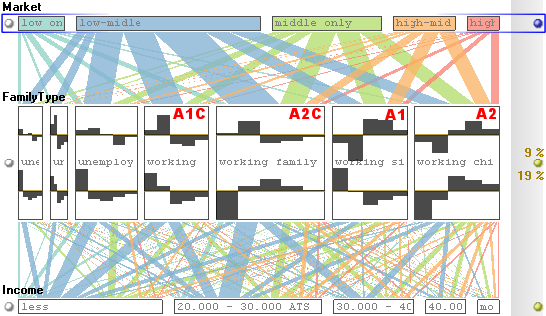 Market
low on low-midle middle only high-mid high
FamilyType
A1C A2C A1 A2
une ur unemploy working working family working si working chi
9 %
19 %
Income
less 20.000 - 30.000 ATS 30.000 - 40 40.00 mo